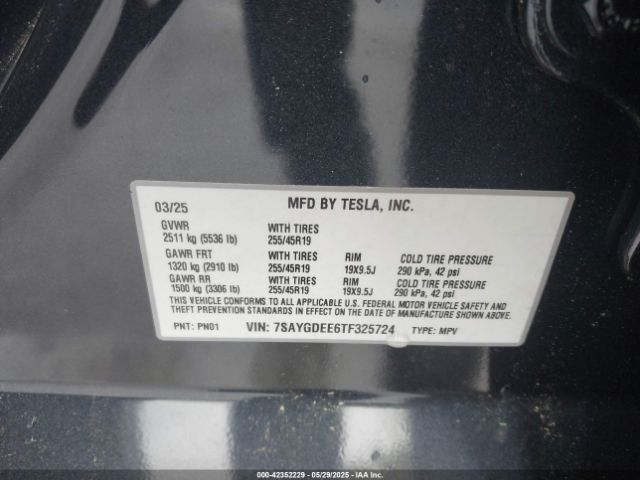 03/25 MFD BY TESLA, INC.
GVWR WITH TIRES
2511 kg (5536 lb) 255/45R19
GAWR FRT WITH TIRES RIM COLD TIRE PRESSURE
1320 kg (2910 lb) 255/45R19 19X9.5J 290 kPa, 42 psi
GAWR RR WITH TIRES RIM COLD TIRE PRESSURE
1500 kg (3306 lb) 255/45R19 19X9.5J 290 kPa, 42 psi
THIS VEHICLE CONFORMS TO ALL APPLICABLE U.S. FEDERAL MOTOR VEHICLE SAFETY AND
THEFT PREVENTION STANDARDS IN EFFECT ON THE DATE OF MANUFACTURE SHOWN ABOVE.
PNT: PN01 VIN: 7SAYGDEE6TF325724 TYPE: MPV
000-42352229 - 05/29/2025 - IAA Inc.